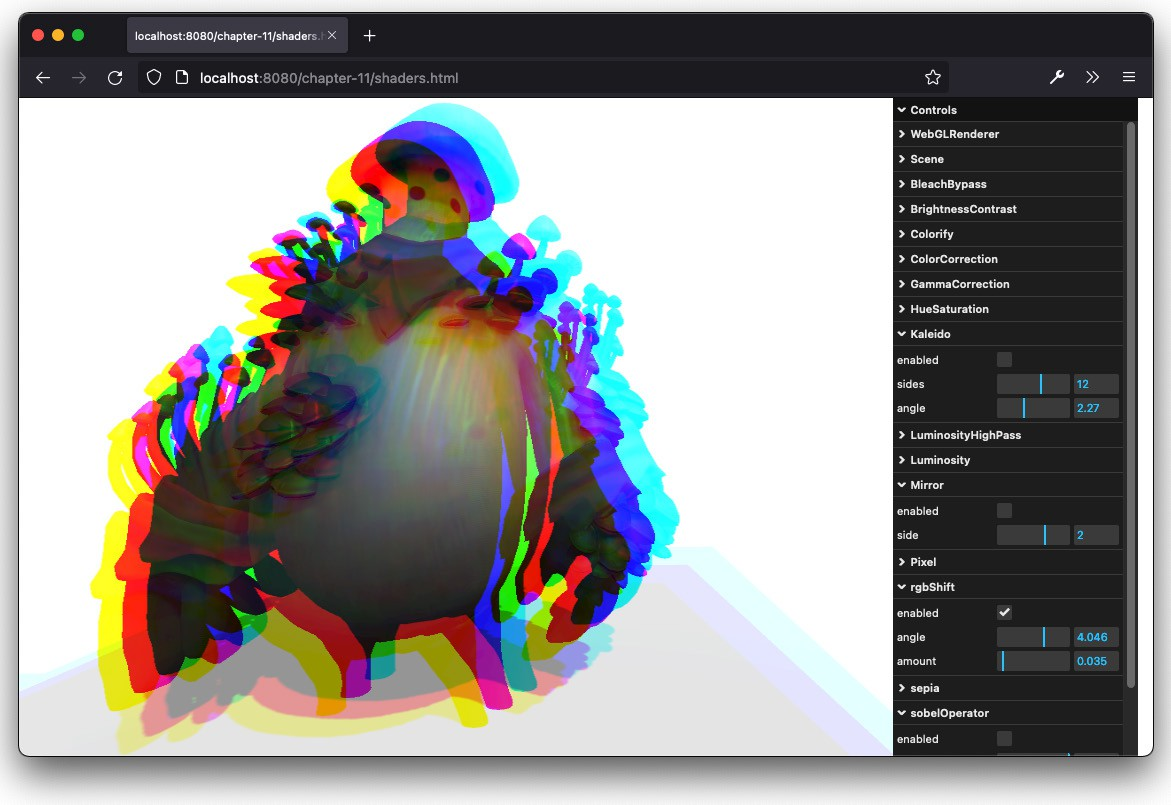 localhost:8080/chapter-11/shaders.
localhost:8080/chapter-11/shaders.html
Controls
WebGLRenderer
Scene
BleachBypass
BrightnessContrast
Colorify
ColorCorrection
GammaCorrection
HueSaturation
Kaleido
enabled
sides 12
angle 2.27
LuminosityHighPass
Luminosity
Mirror
enabled
side 2
Pixel
rgbShift
enabled
angle 4.046
amount 0.035
sepia
sobelOperator
enabled